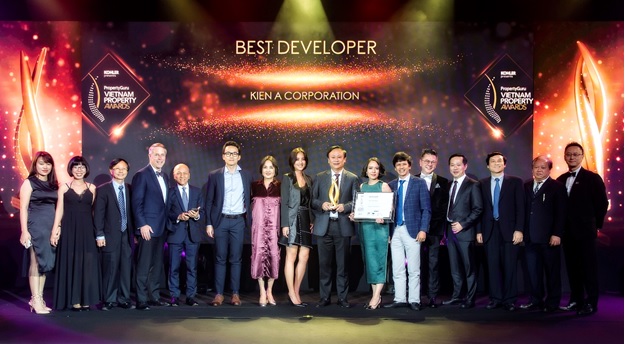 BEST DEVELOPER
KIEN A CORPORATION
KOHLER
PropertyGuru
VIETNAM
PROPERTY
AWARDS
KOHLER
PropertyGuru
VIETNAM
PROPERTY
AWARDS